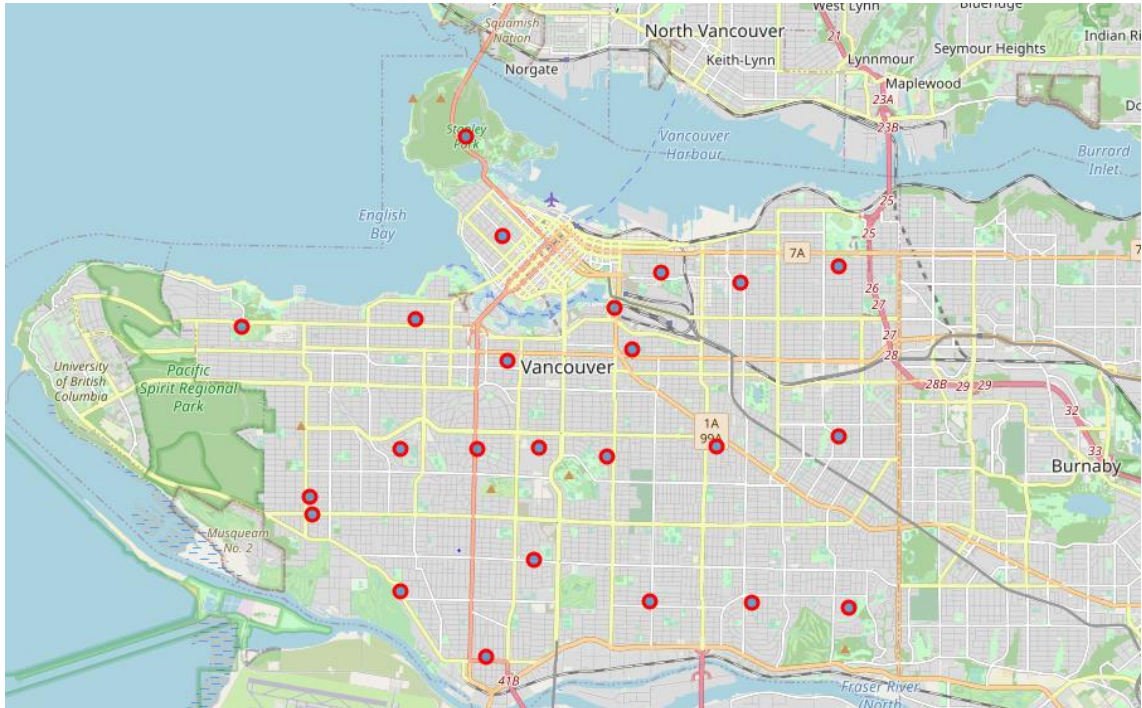 West Lynn
Blueridge
Squamish
Nation
North Vancouver
21
Seymour Heights
Indian Ri
Norgate
Keith-Lynn
Lynnmour
Maplewood
23A
Do
23B
Stanley
Park
Vancouver
Harbour
Burrard
Inlet
English
Bay
25
25
7A
7
26
27
27
28
University
of British
Columbia
Pacific
Spirit Regional
Park
Vancouver
28B
29
29
32
1A
99A
33
Burnaby
Musqueam
No. 2
41B
Fraser River
(North